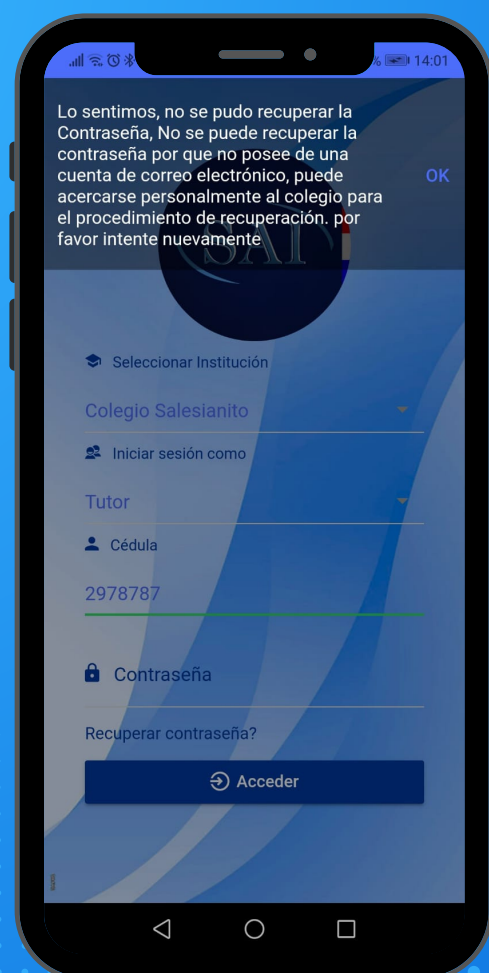 14:01
Lo sentimos, no se pudo recuperar la
Contraseña, No se puede recuperar la
contraseña por que no posee de una
cuenta de correo electrónico, puede
acercarse personalmente al colegio para
el procedimiento de recuperación. por
favor intente nuevamente
OK
SAI
Seleccionar Institución
Colegio Salesianito
Iniciar sesión como
Tutor
Cédula
2978787
Contraseña
Recuperar contraseña?
Acceder